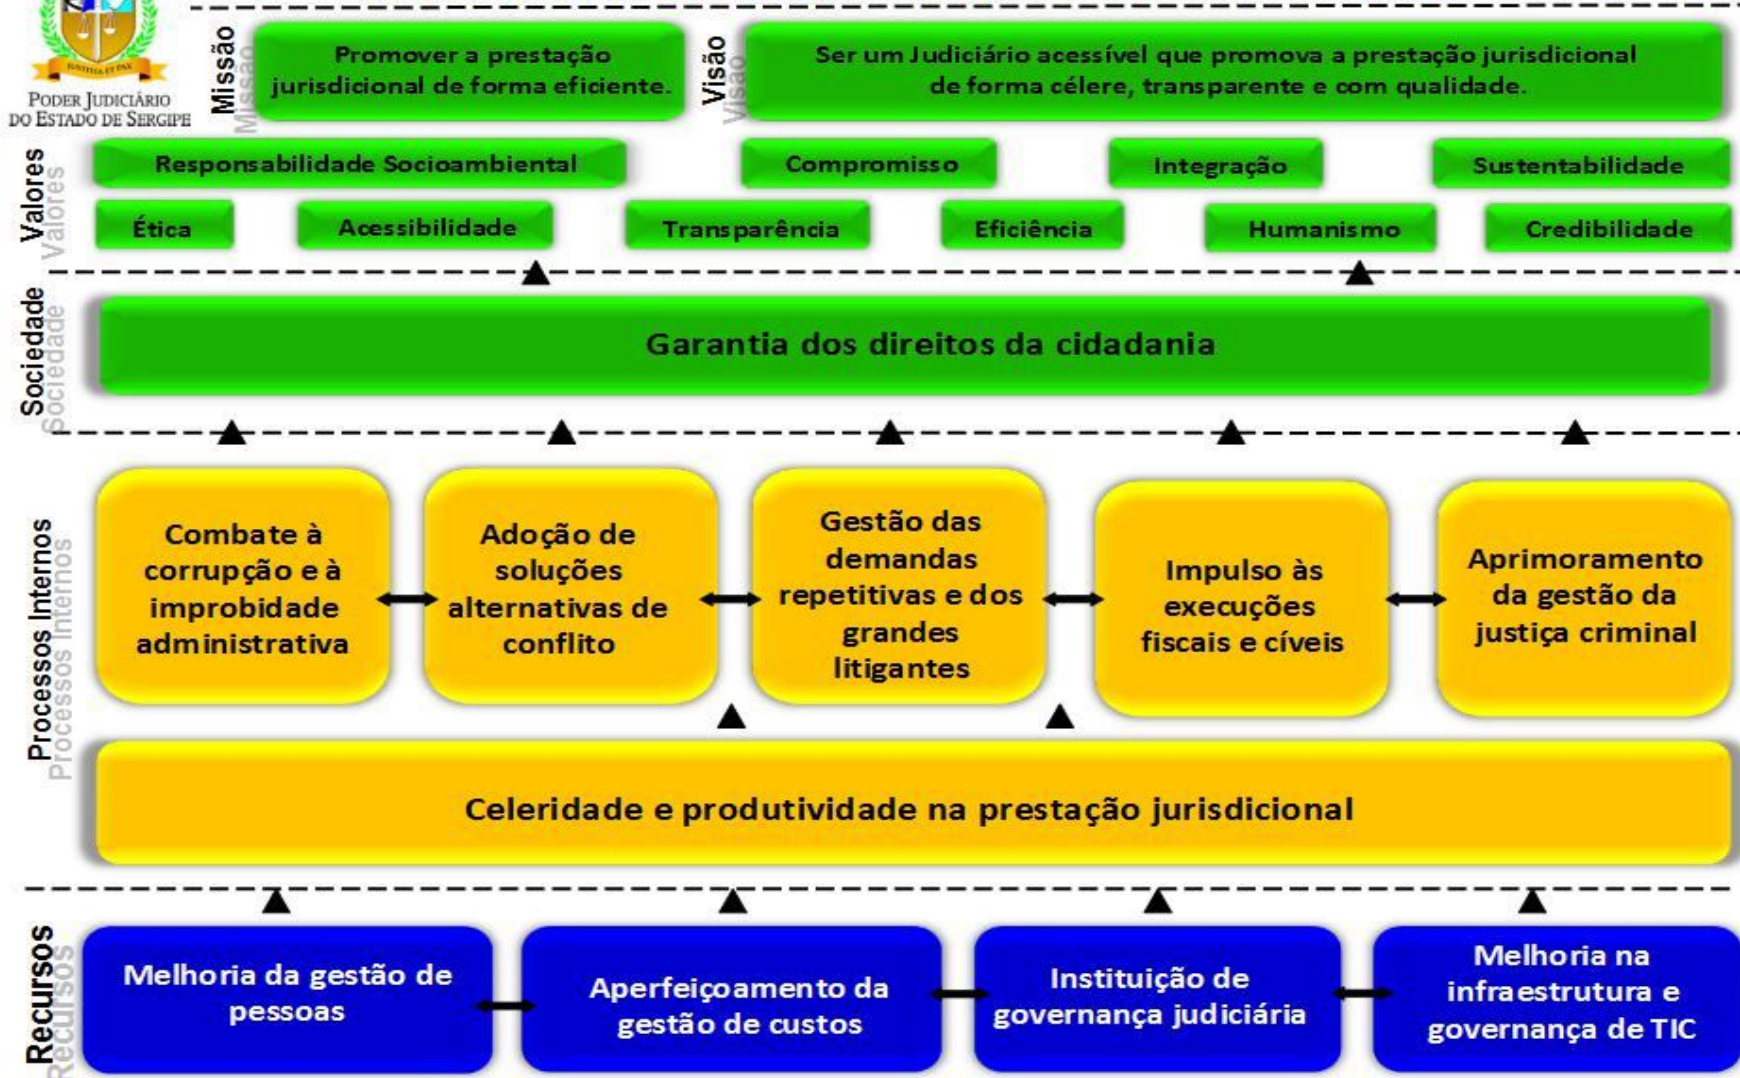 JUSTITIA ET PAX
PODER JUDICIÁRIO
DO ESTADO DE SERGIPE
Missão
Promover a prestação
jurisdicional de forma eficiente.
Visão
Ser um Judiciário acessível que promova a prestação jurisdicional
de forma célere, transparente e com qualidade.
Valores
Responsabilidade Socioambiental
Compromisso
Integração
Sustentabilidade
Ética
Acessibilidade
Transparência
Eficiência
Humanismo
Credibilidade
Sociedade
Garantia dos direitos da cidadania
Processos Internos
Combate à
corrupção e à
improbidade
administrativa
Adoção de
soluções
alternativas de
conflito
Gestão das
demandas
repetitivas e dos
grandes
litigantes
Impulso às
execuções
fiscais e cíveis
Aprimoramento
da gestão da
justiça criminal
Celeridade e produtividade na prestação jurisdicional
Recursos
Melhoria da gestão de
pessoas
Aperfeiçoamento da
gestão de custos
Instituição de
governança judiciária
Melhoria na
infraestrutura e
governança de TIC